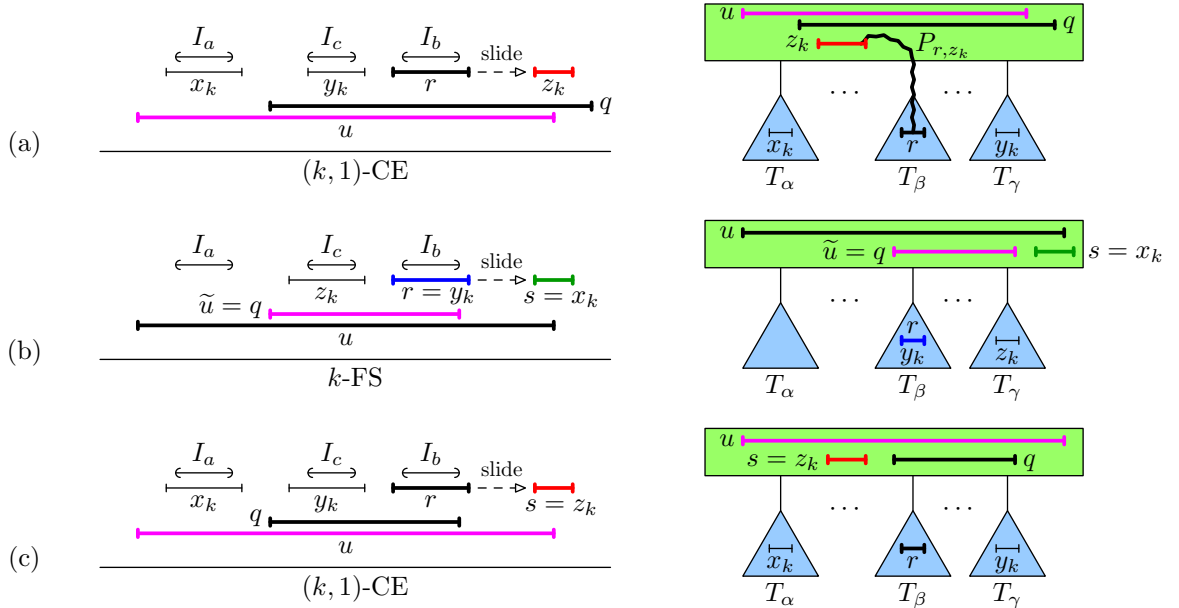 I_a I_c I_b slide
x_k y_k r z_k
q
u
(a)
(k, 1)-CE
u
q
z_k P_{r,z_k}
... ...
x_k r y_k
T_α T_β T_γ
I_a I_c I_b slide
z_k r = y_k s = x_k
ũ = q
u
(b)
k-FS
u
ũ = q s = x_k
... ...
r
y_k z_k
T_α T_β T_γ
I_a I_c I_b slide
x_k y_k r s = z_k
q
u
(c)
(k, 1)-CE
u
s = z_k q
... ...
x_k r y_k
T_α T_β T_γ